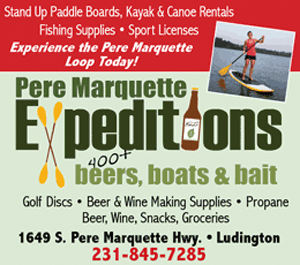 Stand Up Paddle Boards, Kayak & Canoe Rentals
Fishing Supplies • Sport Licenses
Experience the Pere Marquette
Loop Today!
Pere Marquette
Expeditions
400+
beers, boats & bait
Golf Discs • Beer & Wine Making Supplies • Propane
Beer, Wine, Snacks, Groceries
1649 S. Pere Marquette Hwy. • Ludington
231-845-7285